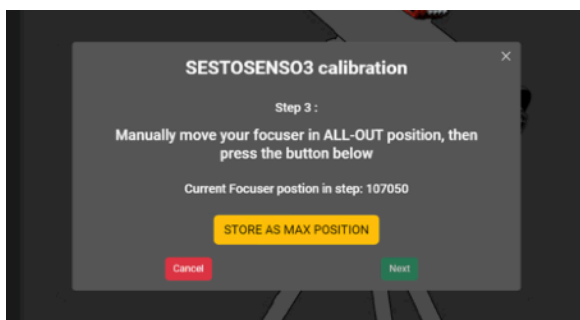 SESTOSENSO3 calibration
×
Step 3 :
Manually move your focuser in ALL-OUT position, then
press the button below
Current Focuser postion in step: 107050
STORE AS MAX POSITION
Cancel
Next